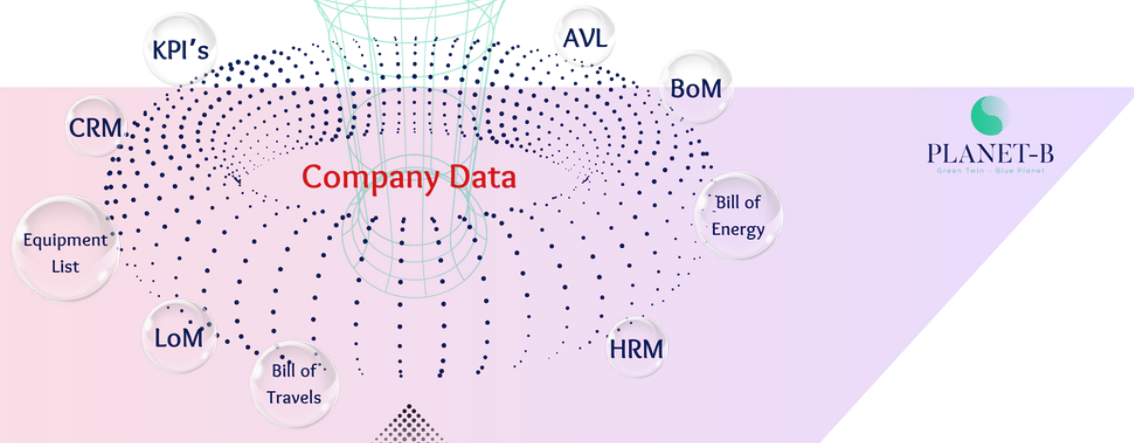 KPI's
AVL
BoM
CRM
PLANET-B
Green Twin - Blue Planet
Company Data
Bill of
Energy
Equipment
List
LoM
HRM
Bill of
Travels